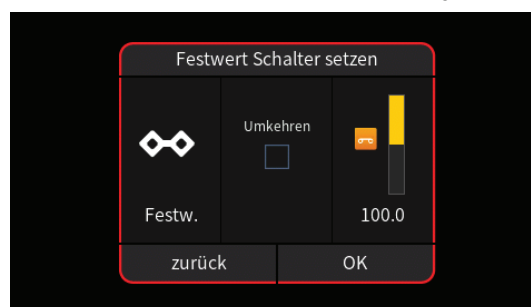 Festwert Schalter setzen
Umkehren
Festw.
100.0
zurück
OK